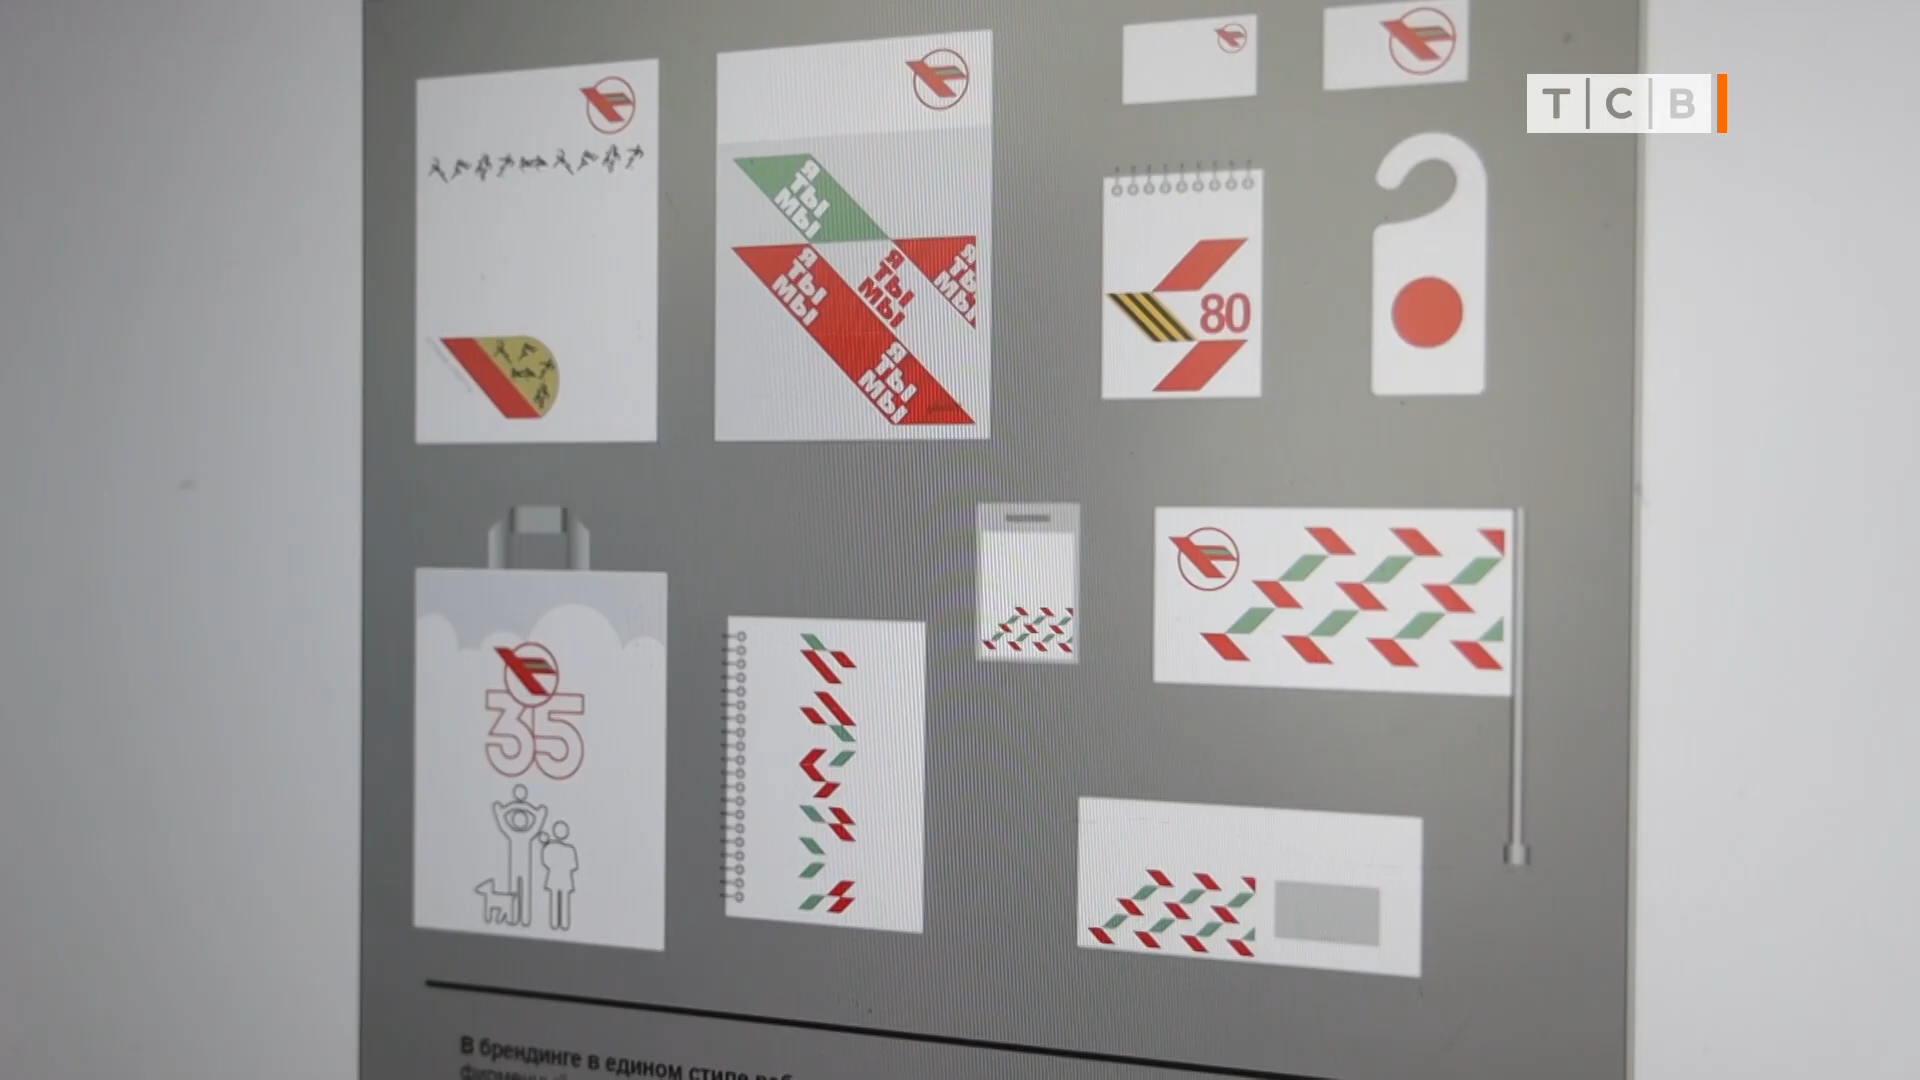 ТСВ
Я
ТЫ
МЫ
Я
ТЫ
МЫ
Я
ТЫ
МЫ
Я
ТЫ
МЫ
Я
ТЫ
МЫ
80
35
В брендинге в едином стиле